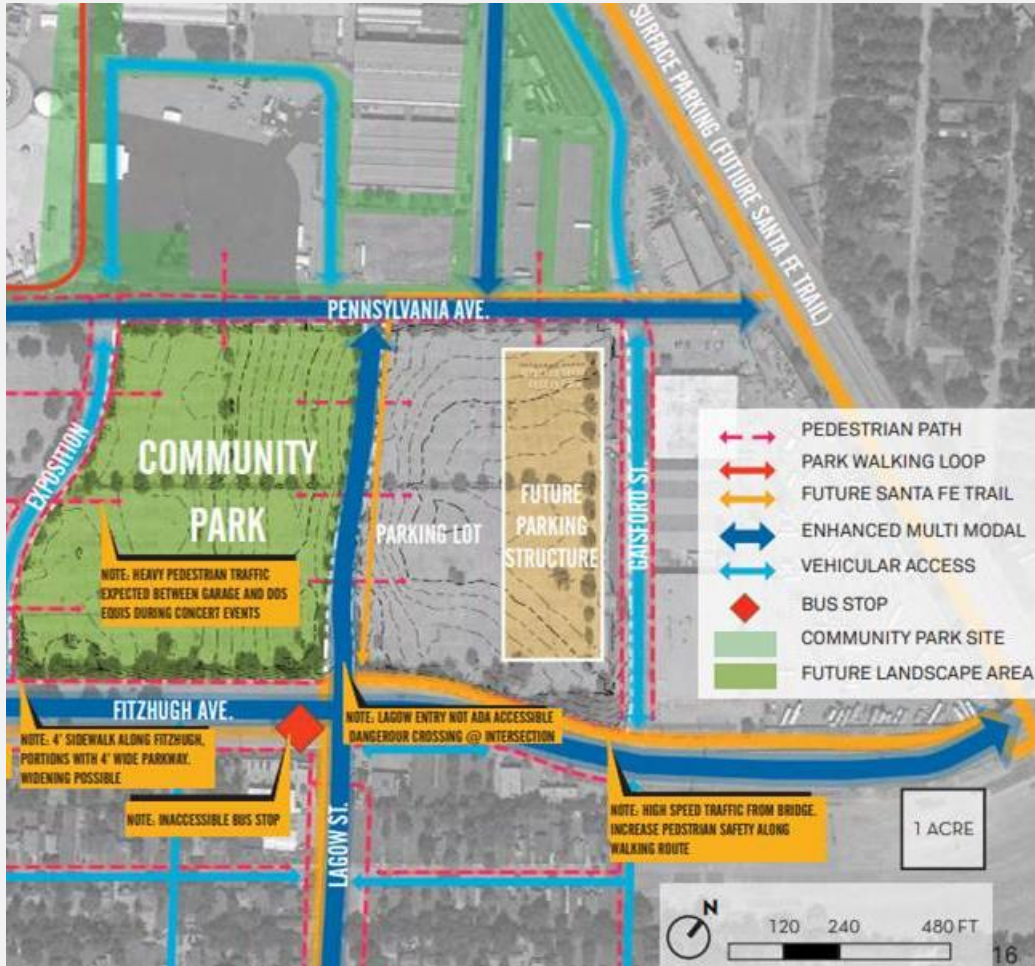 SURFACE PARKING (FUTIURE SANTA FE TRAIL)
PENNSYLVANIA AVE.
EXPOSITION
COMMUNITY
PARK
NOTE: HEAVY PEDESTRIAN TRAFFIC
EXPECTED BETWEEN GARAGE AND DOS
EQUIS DURING CONCERT EVENTS
PARKING LOT
FUTURE
PARKING
STRUCTURE
GAISFORD ST.
PEDESTRIAN PATH
PARK WALKING LOOP
FUTURE SANTA FE TRAIL
ENHANCED MULTI MODAL
VEHICULAR ACCESS
BUS STOP
COMMUNITY PARK SITE
FUTURE LANDSCAPE AREA
FITZHUGH AVE.
NOTE: 4' SIDEWALK ALONG FITZHUGH,
PORTIONS WITH 4' WIDE PARKWAY.
WIDENING POSSIBLE
NOTE: INACCESSIBLE BUS STOP
NOTE: LAGOW ENTRY NOT ADA ACCESSIBLE
DANGEROUR CROSSING @ INTERSECTION
LAGOW ST.
NOTE: HIGH SPEED TRAFFIC FROM BRIDGE.
INCREASE PEDSTRIAN SAFETY ALONG
WALKING ROUTE
1 ACRE
N
120 240 480 FT
16